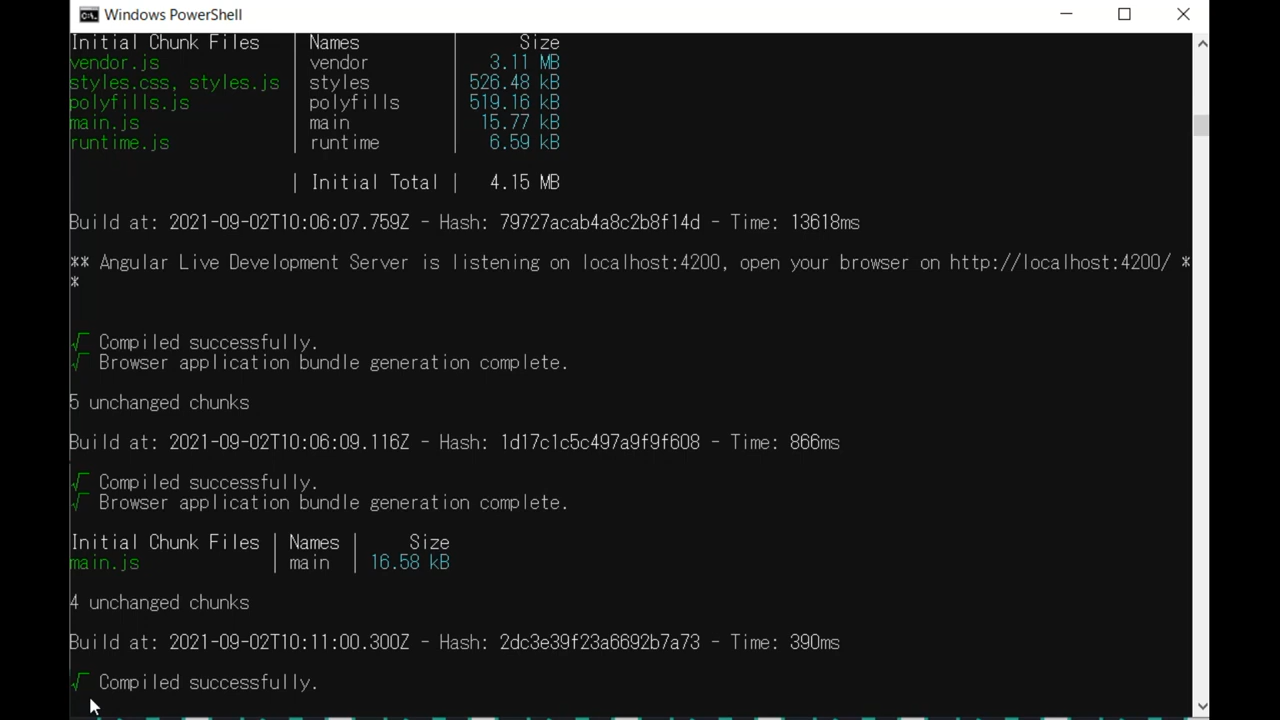 Windows PowerShell
Initial Chunk Files | Names | Size
vendor.js | vendor | 3.11 MB
styles.css, styles.js | styles | 526.48 kB
polyfills.js | polyfills | 519.16 kB
main.js | main | 15.77 kB
runtime.js | runtime | 6.59 kB
| Initial Total | 4.15 MB
Build at: 2021-09-02T10:06:07.759Z - Hash: 79727acab4a8c2b8f14d - Time: 13618ms
** Angular Live Development Server is listening on localhost:4200, open your browser on http://localhost:4200/ *
*
√ Compiled successfully.
√ Browser application bundle generation complete.
5 unchanged chunks
Build at: 2021-09-02T10:06:09.116Z - Hash: 1d17c1c5c497a9f9f608 - Time: 866ms
√ Compiled successfully.
√ Browser application bundle generation complete.
Initial Chunk Files | Names | Size
main.js | main | 16.58 kB
4 unchanged chunks
Build at: 2021-09-02T10:11:00.300Z - Hash: 2dc3e39f23a6692b7a73 - Time: 390ms
√ Compiled successfully.